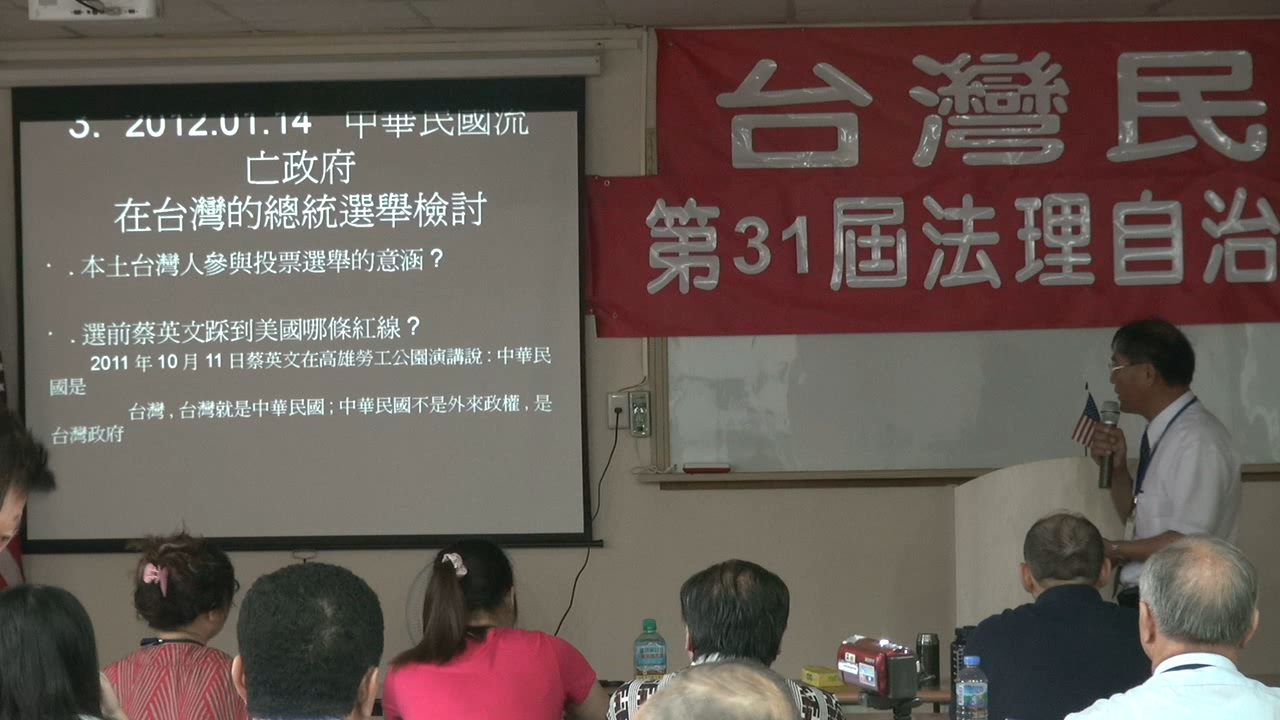 3. 2012.01.14 中華民國流
亡政府
在台灣的總統選舉檢討
· . 本土台灣人參與投票選舉的意涵？
· . 選前蔡英文踩到美國哪條紅線？
2011 年 10 月 11 日蔡英文在高雄勞工公園演講說：中華民
國是
台灣 , 台灣就是中華民國 ; 中華民國不是外來政權 , 是
台灣政府
台灣民
第31屆法理自治